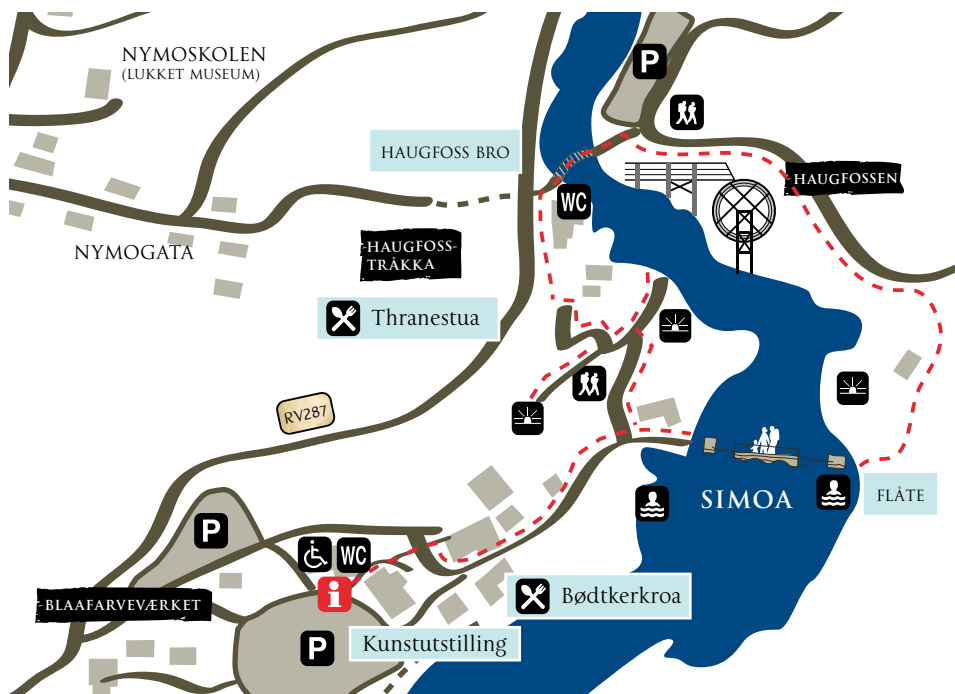 NYMOSKOLEN
(LUKKET MUSEUM)
P
HAUGFOSS BRO
HAUGFOSSEN
WC
NYMOGATA
HAUGFOSS-
TRÅKKA
Thranestua
RV287
SIMOA
FLÅTE
P
WC
i
BLAAFARVEVÆRKET
Bødtkerkroa
P
Kunstutstilling